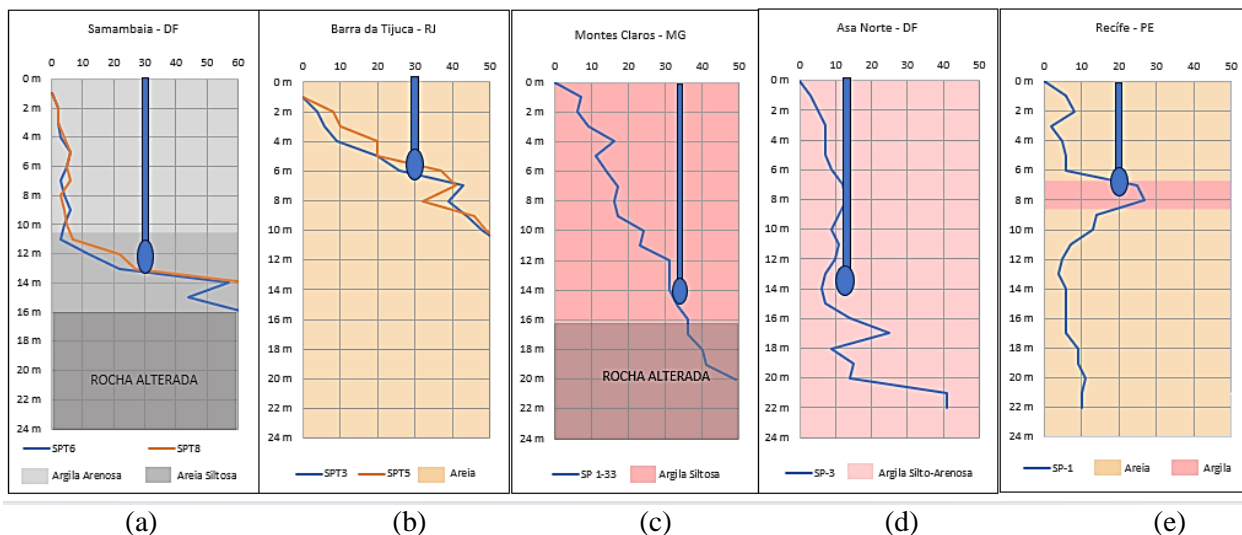 Samambaia - DF
0 10 20 30 40 50 60
0 m
2 m
4 m
6 m
8 m
10 m
12 m
14 m
16 m
18 m
20 m
22 m
24 m
ROCHA ALTERADA
SPT6 SPT8
Argila Arenosa Areia Siltosa
(a)
Barra da Tijuca - RJ
0 10 20 30 40 50
0 m
2 m
4 m
6 m
8 m
10 m
12 m
14 m
16 m
18 m
20 m
22 m
24 m
SPT3 SPT5 Areia
(b)
Montes Claros - MG
0 10 20 30 40 50
0 m
2 m
4 m
6 m
8 m
10 m
12 m
14 m
16 m
18 m
20 m
22 m
24 m
ROCHA ALTERADA
SP 1-33 Argila Siltosa
(c)
Asa Norte - DF
0 10 20 30 40 50
0 m
2 m
4 m
6 m
8 m
10 m
12 m
14 m
16 m
18 m
20 m
22 m
24 m
SP-3 Argila Silto-Arenosa
(d)
Recífe - PE
0 10 20 30 40 50
0 m
2 m
4 m
6 m
8 m
10 m
12 m
14 m
16 m
18 m
20 m
22 m
24 m
SP-1 Areia Argila
(e)